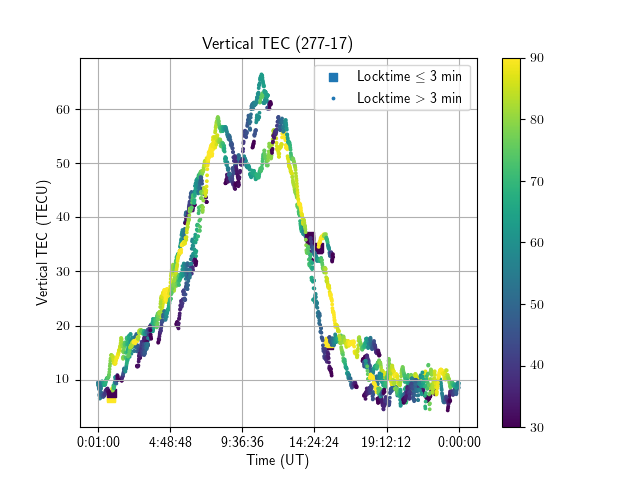 Vertical TEC (277-17)
Locktime ≤ 3 min
Locktime > 3 min
Vertical TEC (TECU)
60
50
40
30
20
10
0:01:00 4:48:48 9:36:36 14:24:24 19:12:12 0:00:00
Time (UT)
90
80
70
60
50
40
30